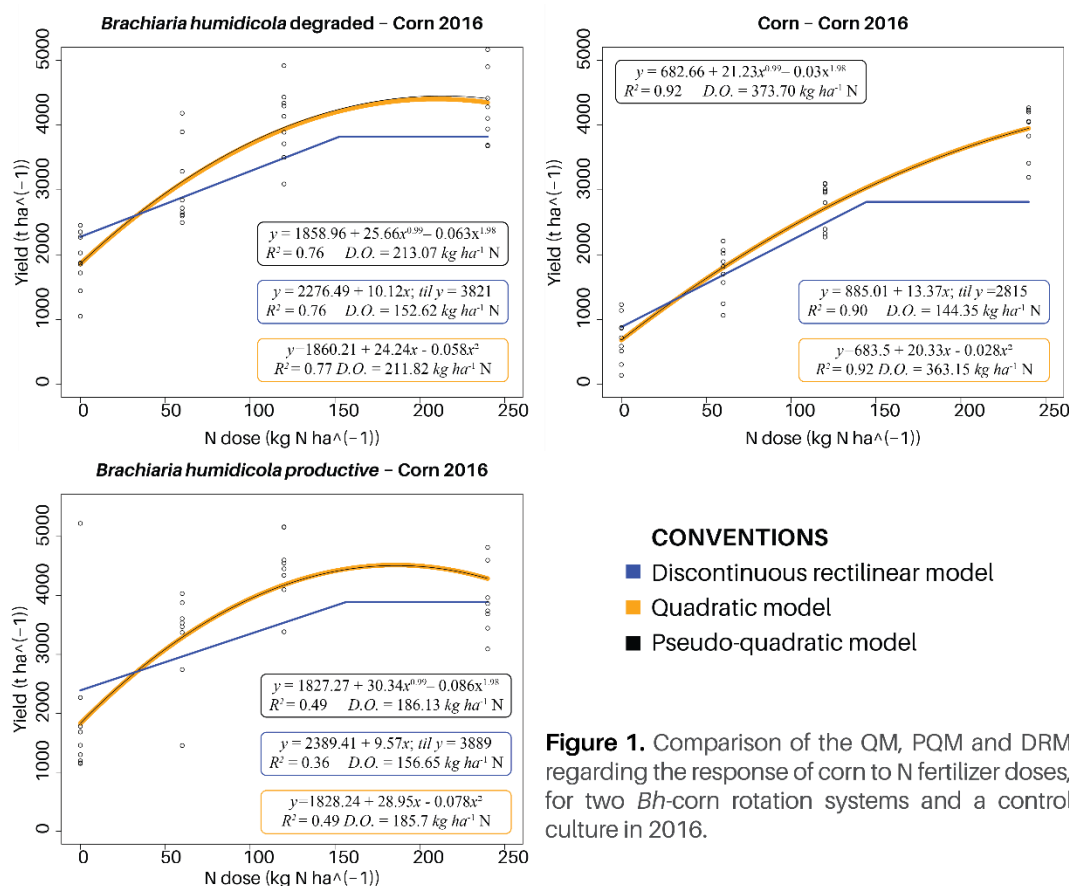 Brachiaria humidicola degraded – Corn 2016
Yield (t ha^(−1))
5000
4000
3000
2000
1000
0
y = 1858.96 + 25.66x^0.99 – 0.063x^1.98
R² = 0.76 D.O. = 213.07 kg ha⁻¹ N
y = 2276.49 + 10.12x; til y = 3821
R² = 0.76 D.O. = 152.62 kg ha⁻¹ N
y−1860.21 + 24.24x - 0.058x²
R² = 0.77 D.O. = 211.82 kg ha⁻¹ N
0 50 100 150 200 250
N dose (kg N ha^(−1))
Corn – Corn 2016
Yield (t ha^(−1))
5000
4000
3000
2000
1000
0
y = 682.66 + 21.23x^0.99 – 0.03x^1.98
R² = 0.92 D.O. = 373.70 kg ha⁻¹ N
y = 885.01 + 13.37x; til y =2815
R² = 0.90 D.O. = 144.35 kg ha⁻¹ N
y−683.5 + 20.33x - 0.028x²
R² = 0.92 D.O. = 363.15 kg ha⁻¹ N
0 50 100 150 200 250
N dose (kg N ha^(−1))
Brachiaria humidicola productive – Corn 2016
Yield (t ha^(−1))
5000
4000
3000
2000
1000
0
y = 1827.27 + 30.34x^0.99 – 0.086x^1.98
R² = 0.49 D.O. = 186.13 kg ha⁻¹ N
y = 2389.41 + 9.57x; til y = 3889
R² = 0.36 D.O. = 156.65 kg ha⁻¹ N
y=1828.24 + 28.95x - 0.078x²
R² = 0.49 D.O. = 185.7 kg ha⁻¹ N
0 50 100 150 200 250
N dose (kg N ha^(−1))
CONVENTIONS
Discontinuous rectilinear model
Quadratic model
Pseudo-quadratic model
Figure 1. Comparison of the QM, PQM and DRM
regarding the response of corn to N fertilizer doses,
for two Bh-corn rotation systems and a control
culture in 2016.